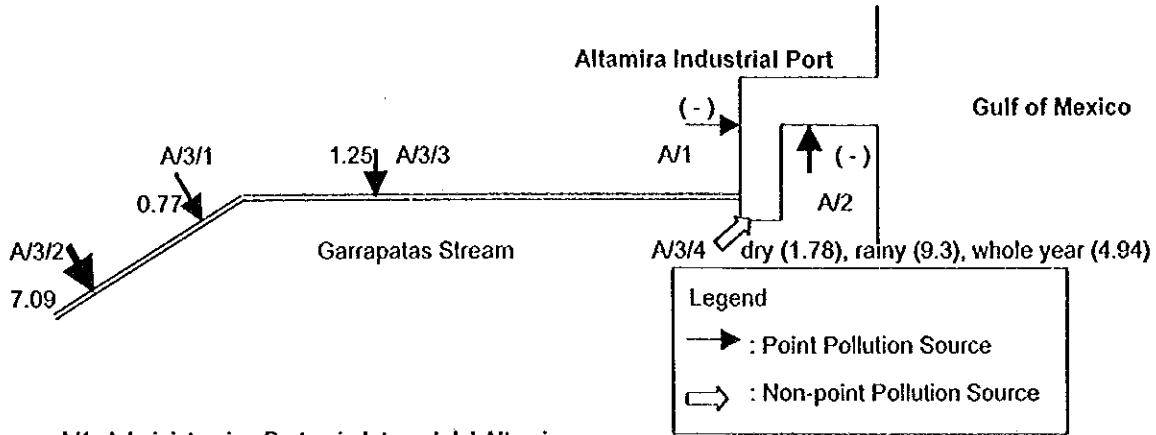 Altamira Industrial Port
Gulf of Mexico
( - )
A/3/1
1.25 A/3/3
A/1
( - )
0.77
A/2
A/3/2
Garrapatas Stream
A/3/4 dry (1.78), rainy (9.3), whole year (4.94)
7.09
Legend
: Point Pollution Source
: Non-point Pollution Source